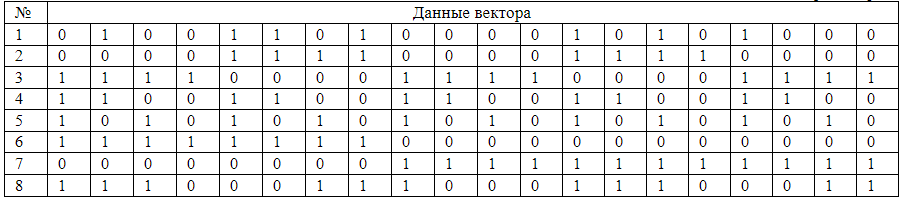 № Данные вектора
1 0 1 0 0 1 1 0 1 0 0 0 0 1 0 1 0 1 0 0 0
2 0 0 0 0 1 1 1 1 0 0 0 0 1 1 1 1 0 0 0 0
3 1 1 1 1 0 0 0 0 1 1 1 1 0 0 0 0 1 1 1 1
4 1 1 0 0 1 1 0 0 1 1 0 0 1 1 0 0 1 1 0 0
5 1 0 1 0 1 0 1 0 1 0 1 0 1 0 1 0 1 0 1 0
6 1 1 1 1 1 1 1 1 0 0 0 0 0 0 0 0 0 0 0 0
7 0 0 0 0 0 0 0 0 1 1 1 1 1 1 1 1 1 1 1 1
8 1 1 1 0 0 0 1 1 1 0 0 0 1 1 1 0 0 0 1 1